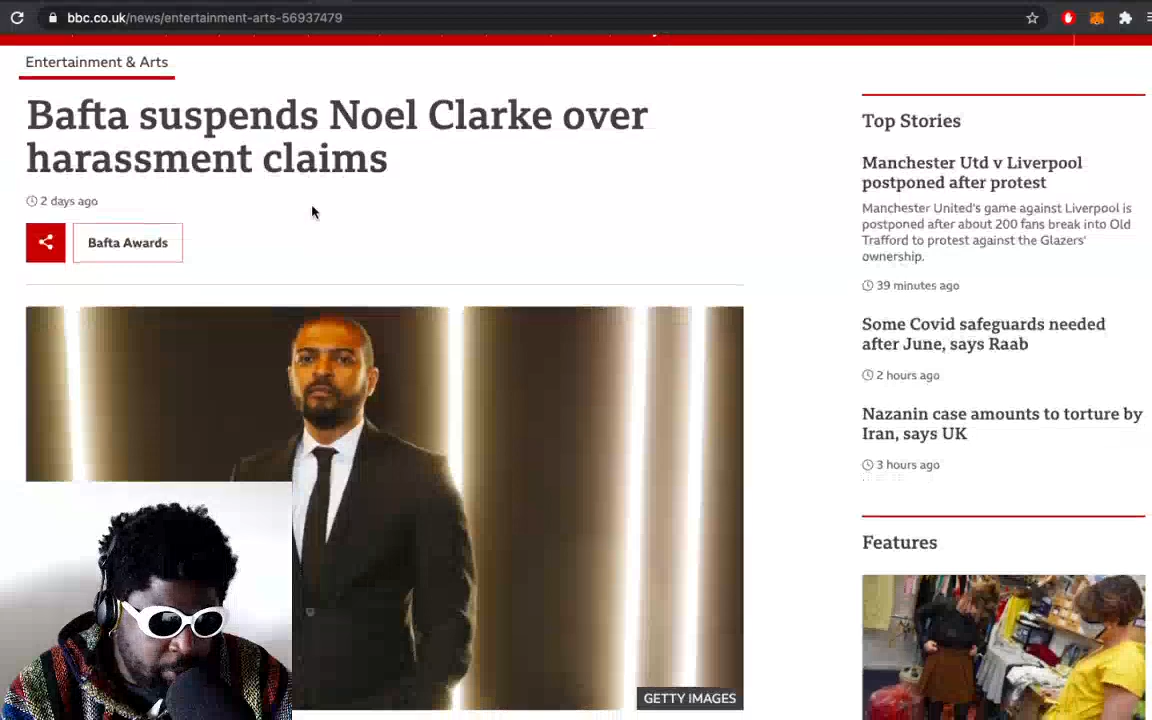 bbc.co.uk/news/entertainment-arts-56937479
Entertainment & Arts
Bafta suspends Noel Clarke over
harassment claims
2 days ago
Bafta Awards
GETTY IMAGES
Top Stories
Manchester Utd v Liverpool
postponed after protest
Manchester United's game against Liverpool is
postponed after about 200 fans break into Old
Trafford to protest against the Glazers'
ownership.
39 minutes ago
Some Covid safeguards needed
after June, says Raab
2 hours ago
Nazanin case amounts to torture by
Iran, says UK
3 hours ago
Features